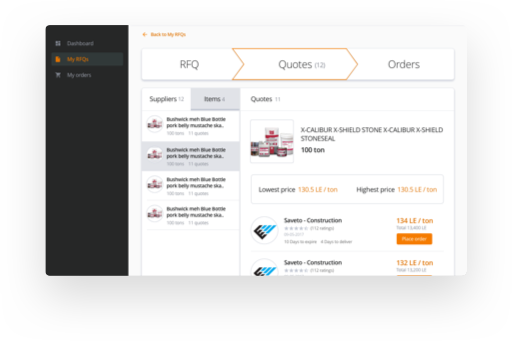 Back to My RFQs
Dashboard
My RFQs
My orders
RFQ
Quotes (12)
Orders
Suppliers 12
Items 4
Quotes 11
Bushwick meh Blue Bottle
pork belly mustache ska..
100 tons 11 quotes
Bushwick meh Blue Bottle
pork belly mustache ska..
100 tons 11 quotes
Bushwick meh Blue Bottle
pork belly mustache ska..
100 tons 11 quotes
Bushwick meh Blue Bottle
pork belly mustache ska..
100 tons 11 quotes
X-CALIBUR X-SHIELD STONE X-CALIBUR X-SHIELD
STONESEAL
100 ton
Lowest price 130.5 LE / ton
Highest price 130.5 LE / ton
Saveto - Construction
(112 ratings)
10 Days to expire 4 Days to deliver
134 LE / ton
Total 13,400 LE
Place order
Saveto - Construction
(112 ratings)
132 LE / ton
Total 13,200 LE